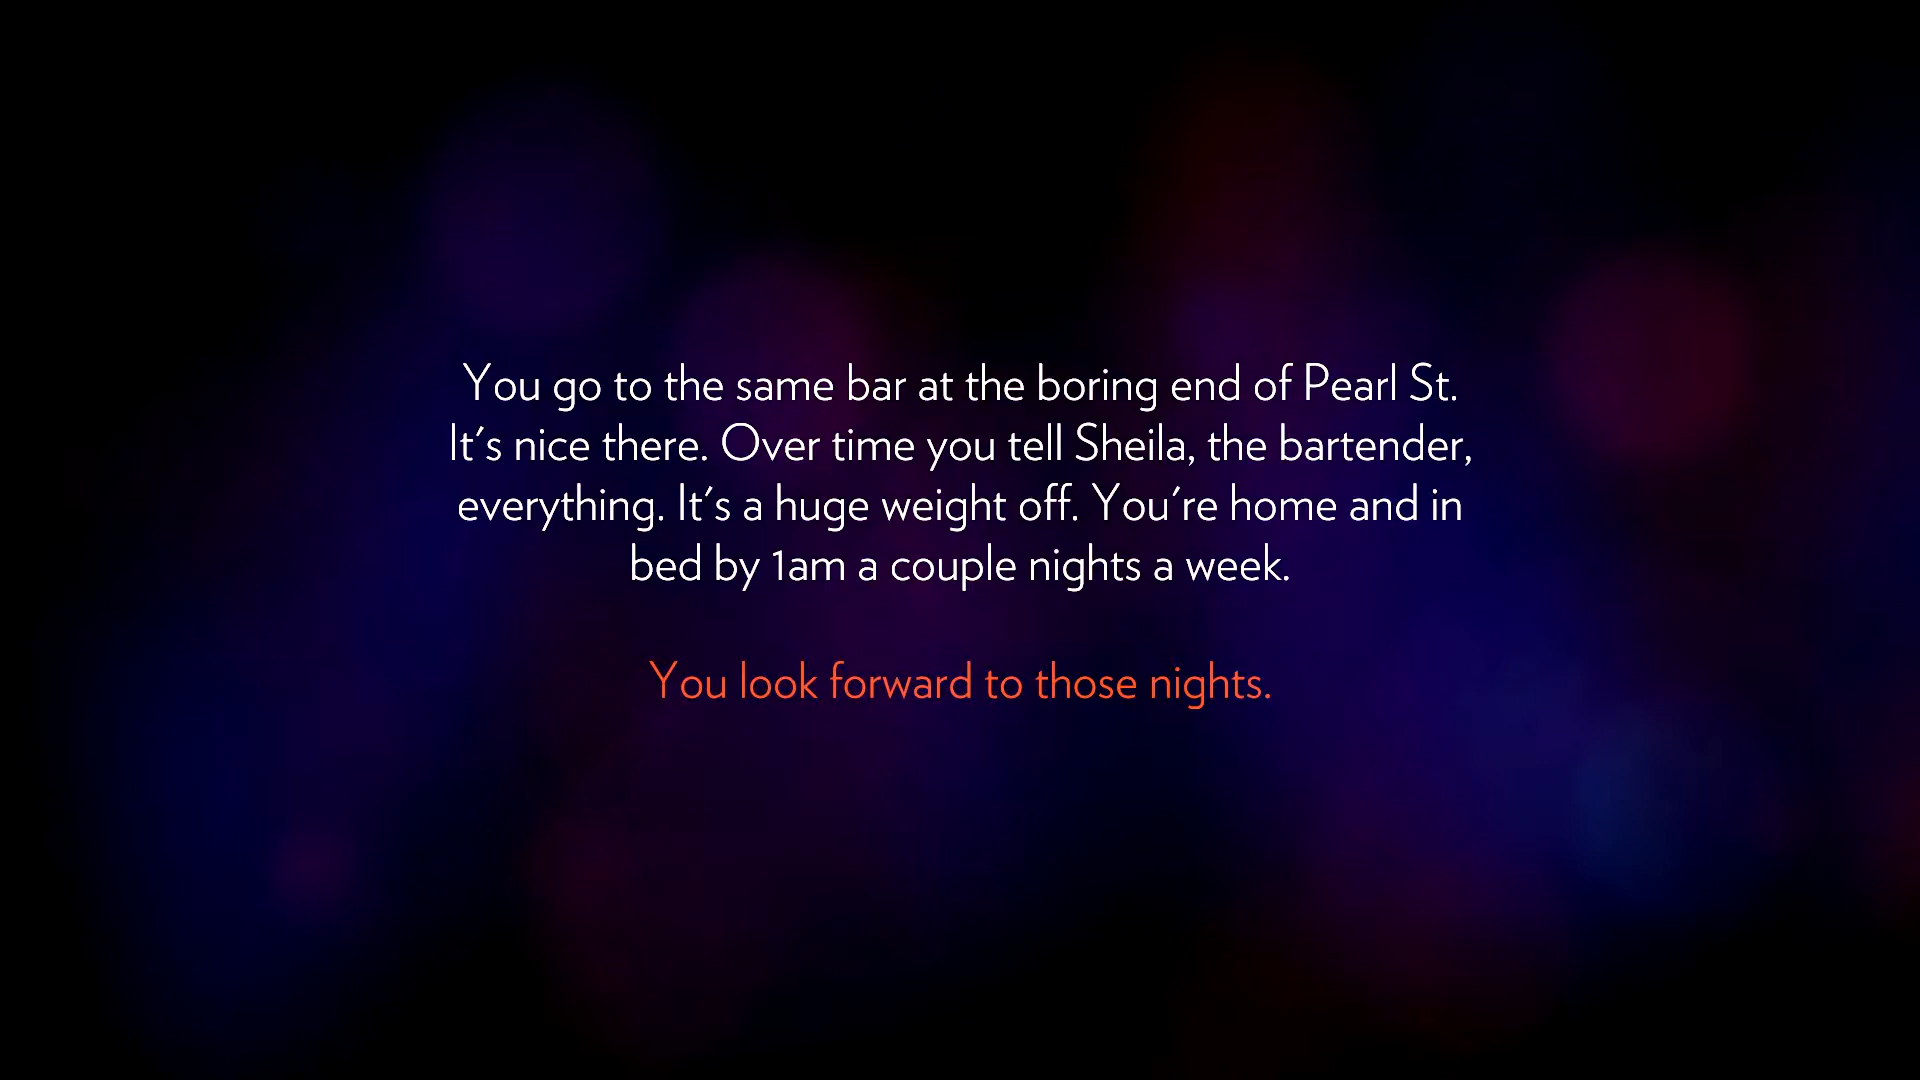 You go to the same bar at the boring end of Pearl St.
It's nice there. Over time you tell Sheila, the bartender,
everything. It's a huge weight off. You're home and in
bed by 1am a couple nights a week.
You look forward to those nights.